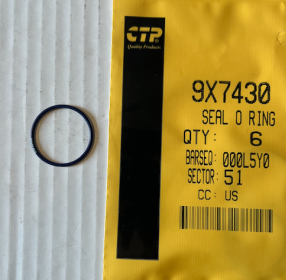 CTP®
Quality Products
9X7430
SEAL O RING
QTY: 6
BARSEQ: 000L5Y0
SECTOR: 51
CC: US